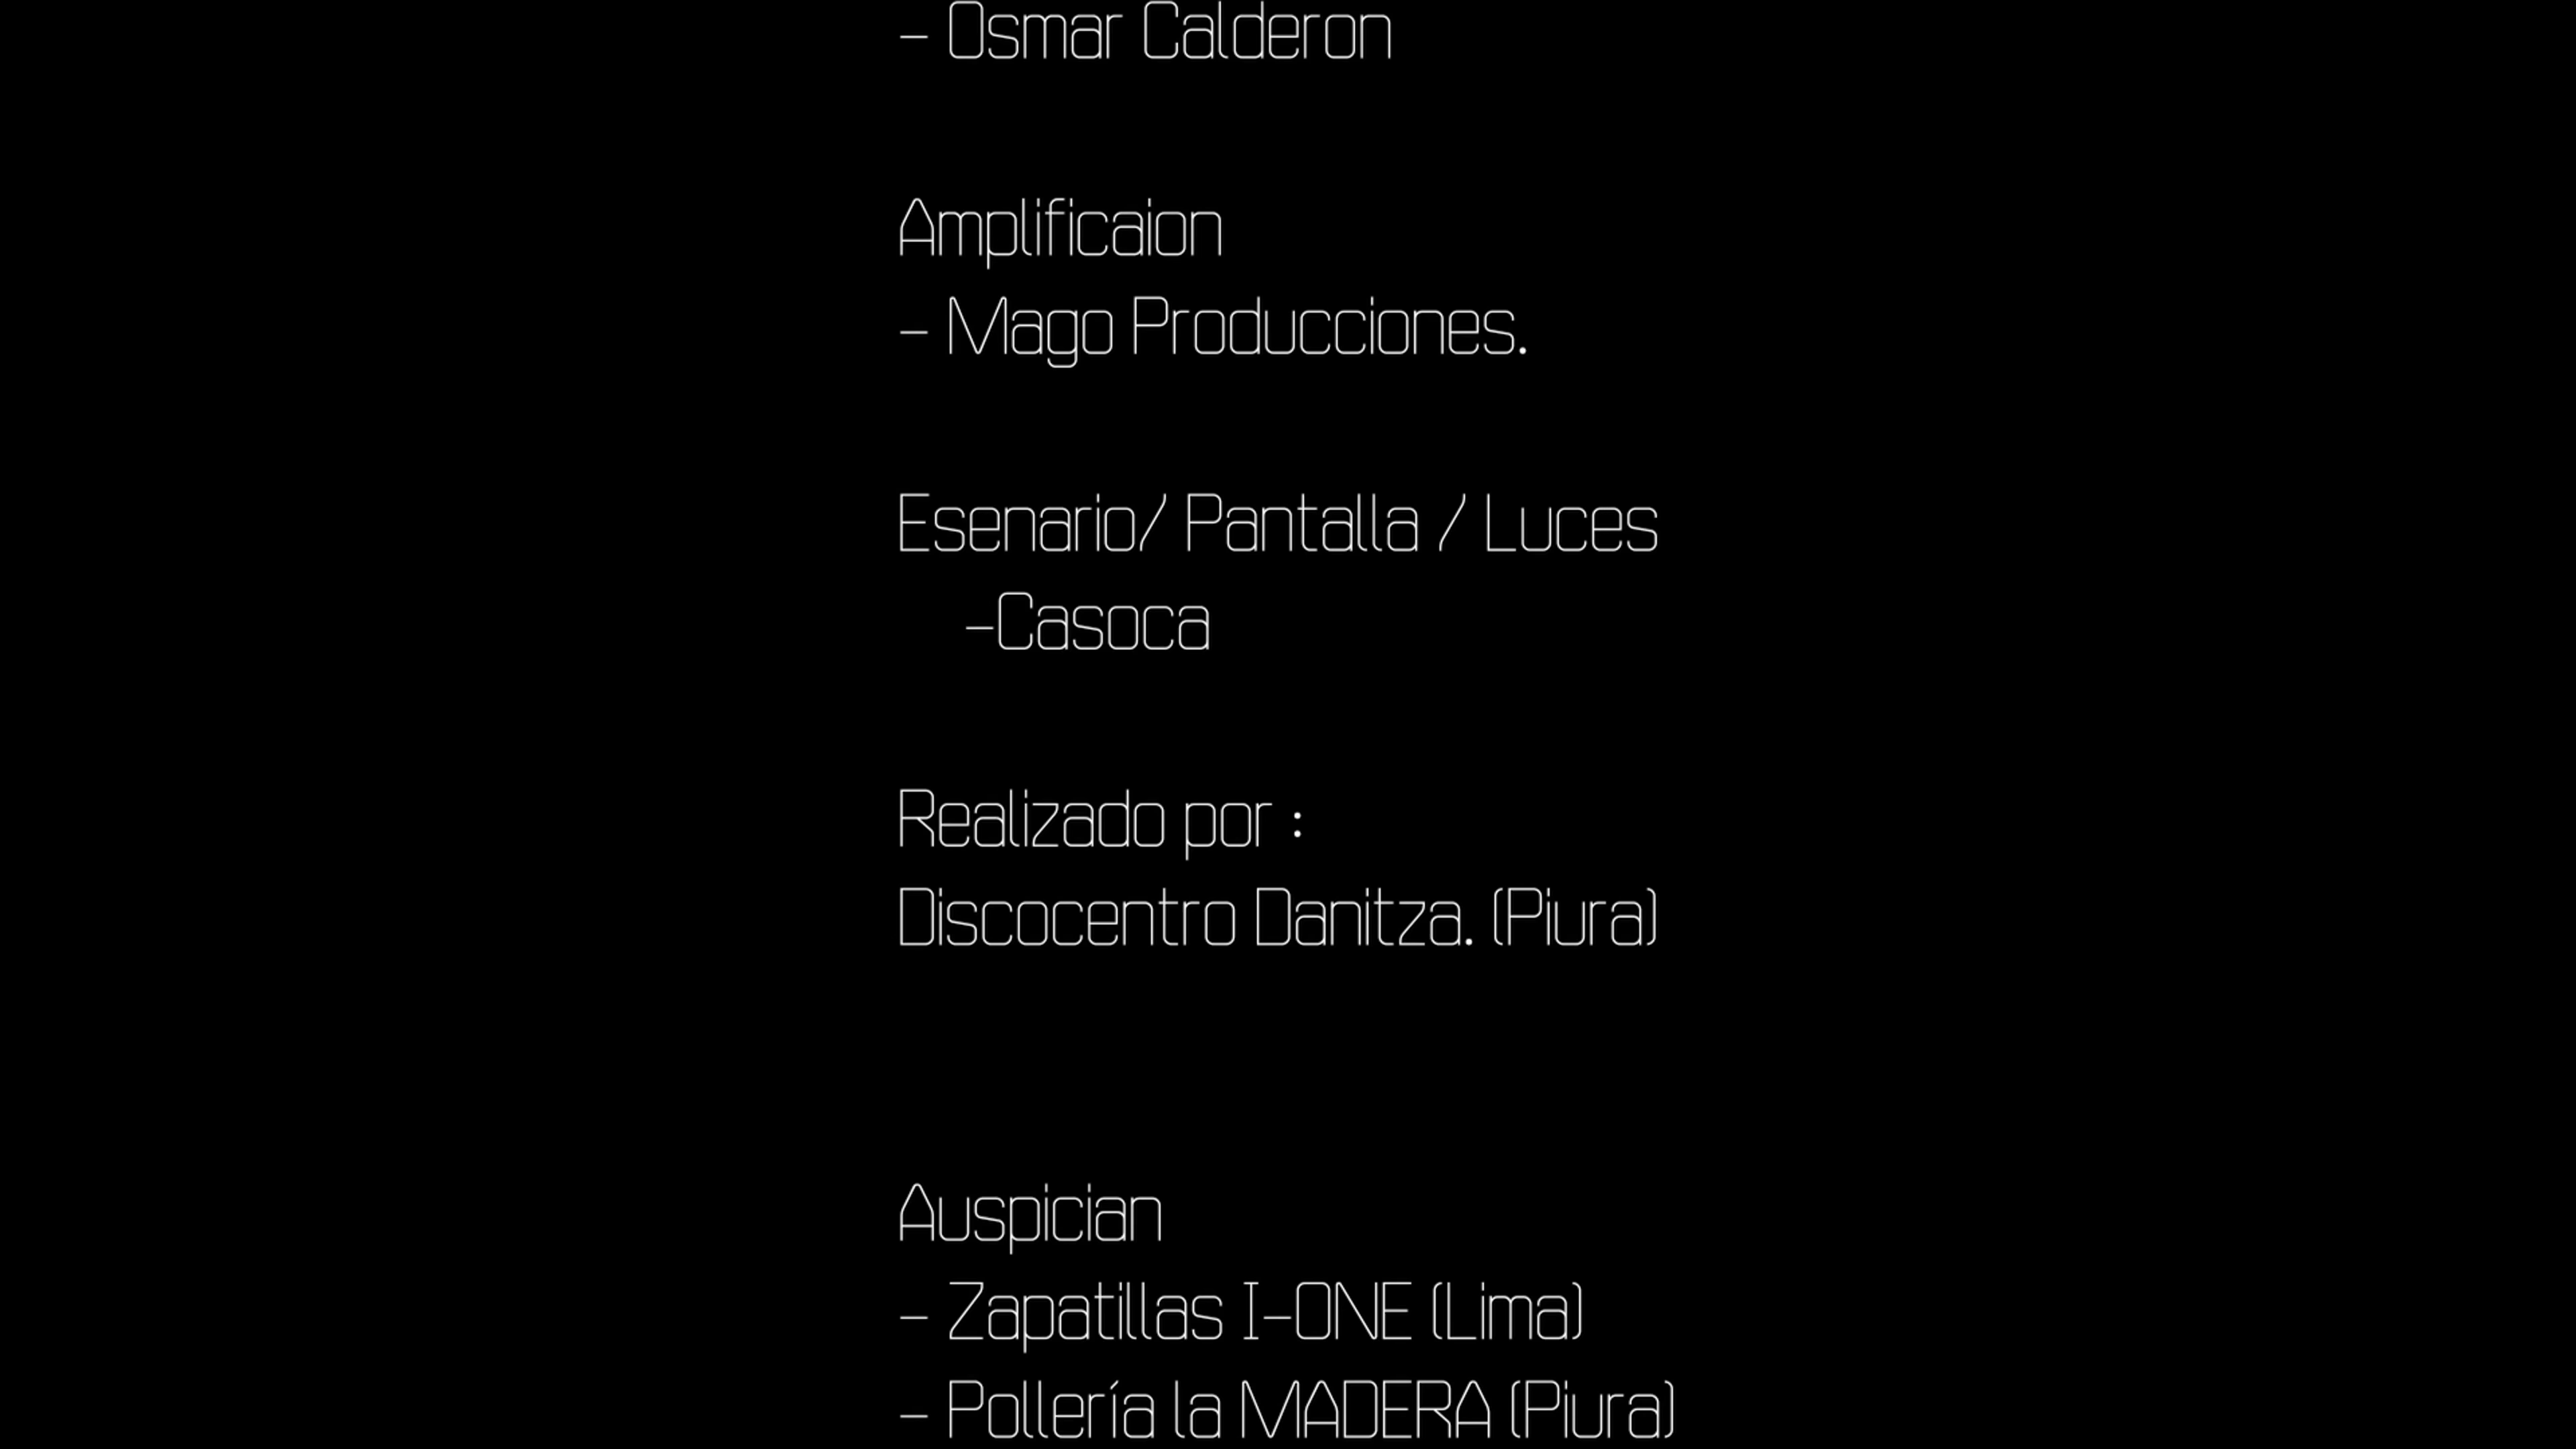 - Osmar Calderon
Amplificaion
- Mago Producciones.
Esenario/ Pantalla / Luces
-Casoca
Realizado por :
Discocentro Danitza. (Piura)
Auspician
- Zapatillas I-ONE (Lima)
- Pollería la MADERA (Piura)